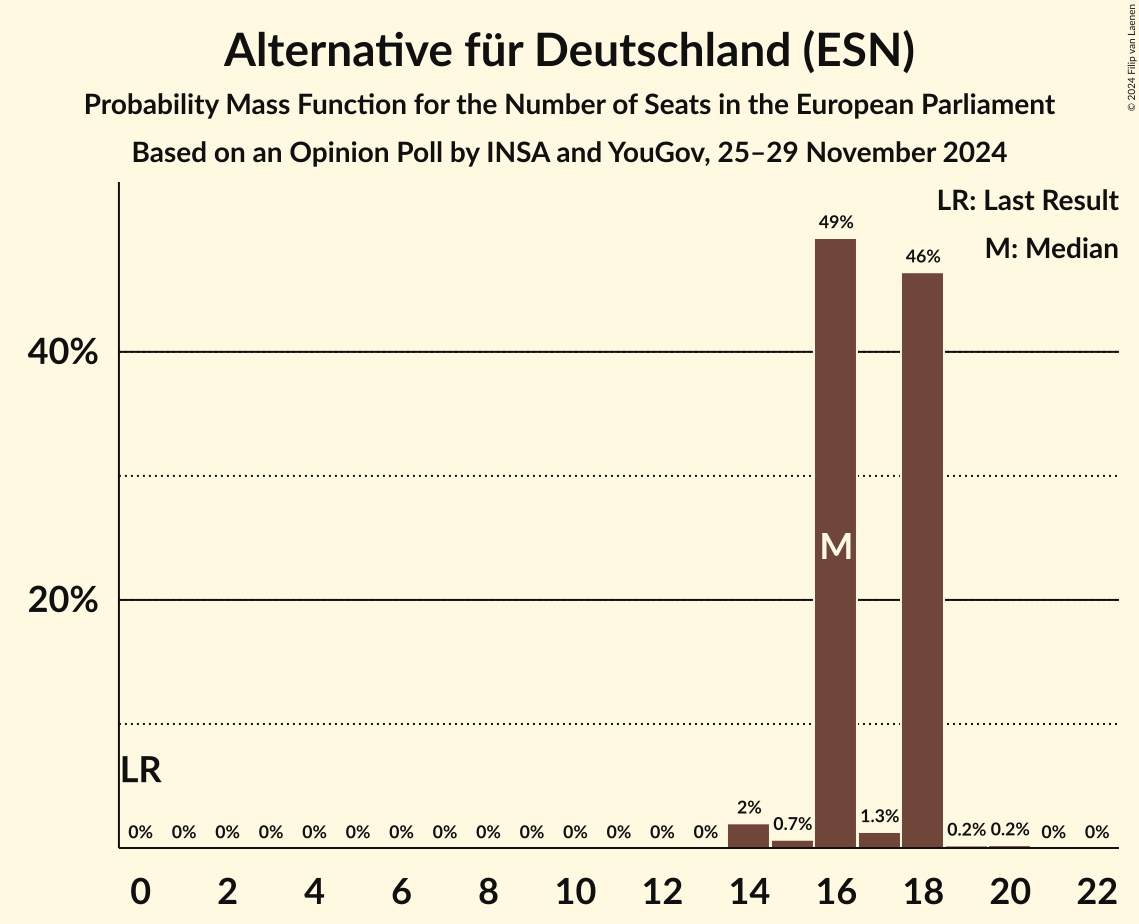 Alternative für Deutschland (ESN)
Probability Mass Function for the Number of Seats in the European Parliament
Based on an Opinion Poll by INSA and YouGov, 25–29 November 2024
© 2024 Filip van Laenen
LR: Last Result
M: Median
49%
46%
40%
M
20%
LR
0% 0% 0% 0% 0% 0% 0% 0% 0% 0% 0% 0% 0% 0% 2% 0.7% 1.3% 0.2% 0.2% 0% 0%
0 2 4 6 8 10 12 14 16 18 20 22